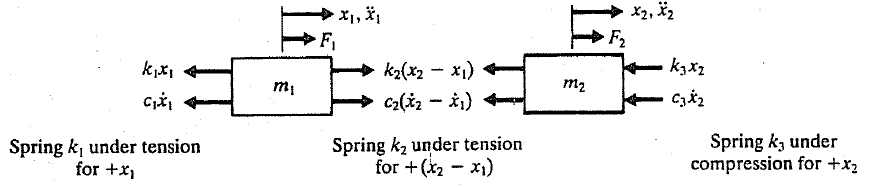 x₁, ẍ₁
F₁
x₂, ẍ₂
F₂
k₁x₁
c₁ẋ₁
m₁
k₂(x₂ − x₁)
c₂(ẋ₂ − ẋ₁)
m₂
k₃x₂
c₃ẋ₂
Spring k₁ under tension
for +x₁
Spring k₂ under tension
for +(x₂ − x₁)
Spring k₃ under
compression for +x₂